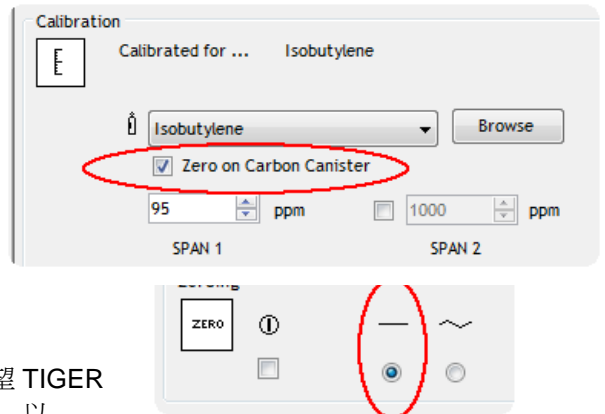 Calibration
Calibrated for ... Isobutylene
Isobutylene Browse
Zero on Carbon Canister
95 ppm 1000 ppm
SPAN 1 SPAN 2
ZERO
望 TIGER
以